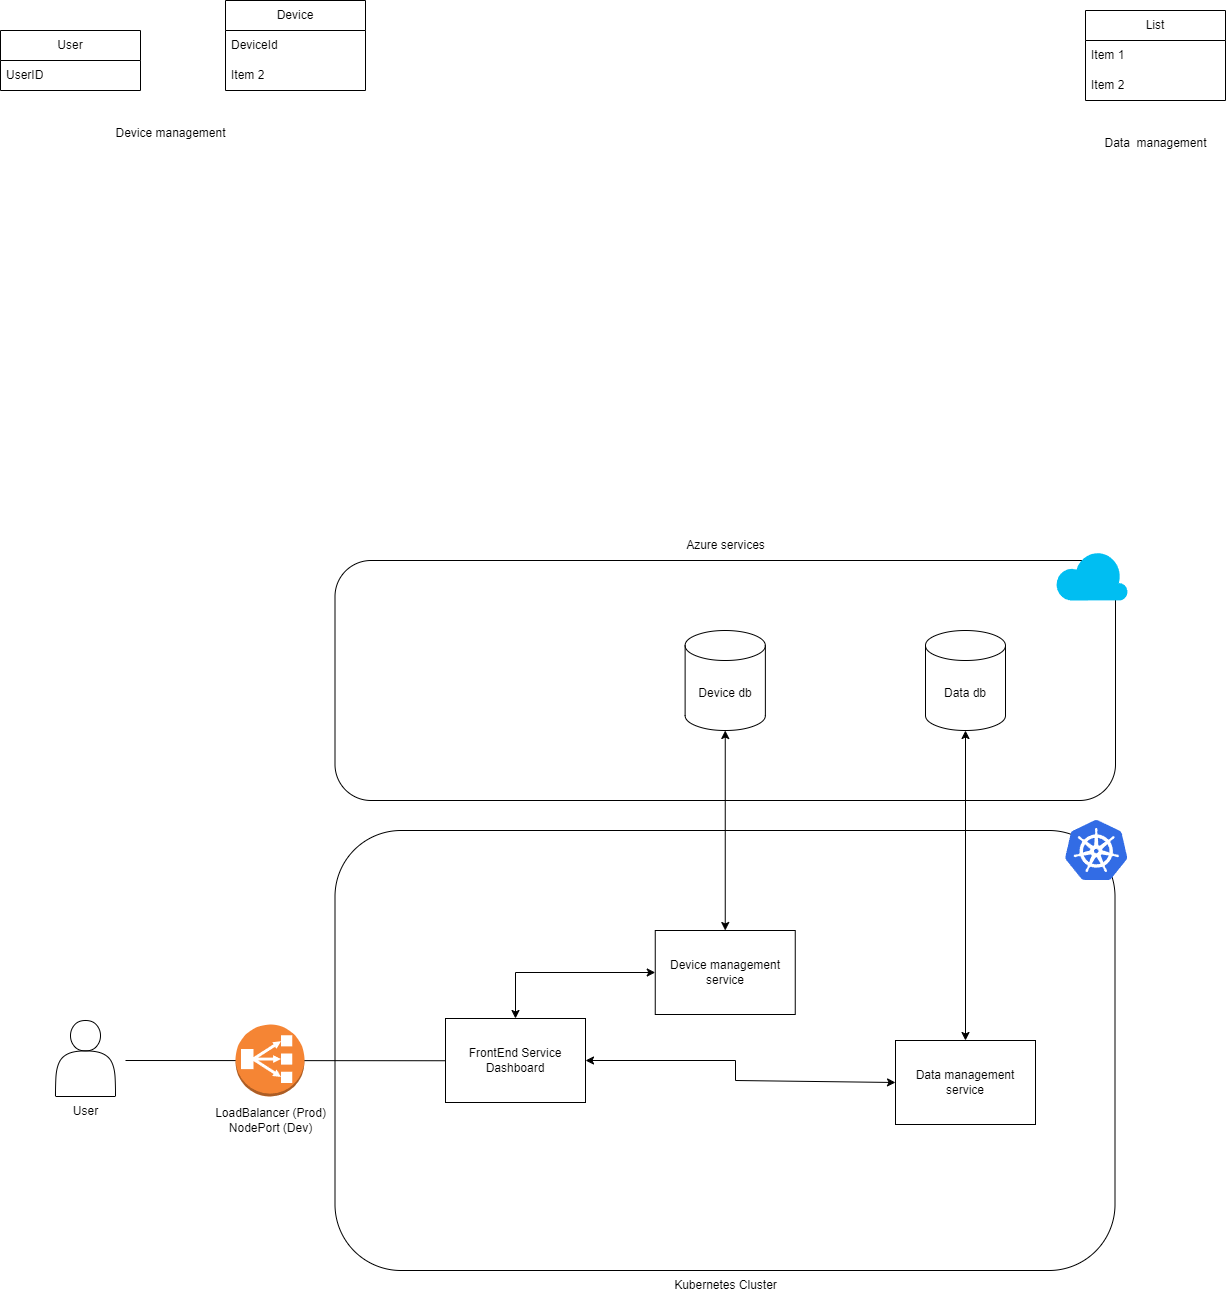 Device
User
DeviceId
UserID
Item 2
Device management
List
Item 1
Item 2
Data  management
Azure services
Device db
Data db
Device management
service
FrontEnd Service
Dashboard
Data management
service
User
LoadBalancer (Prod)
NodePort (Dev)
Kubernetes Cluster